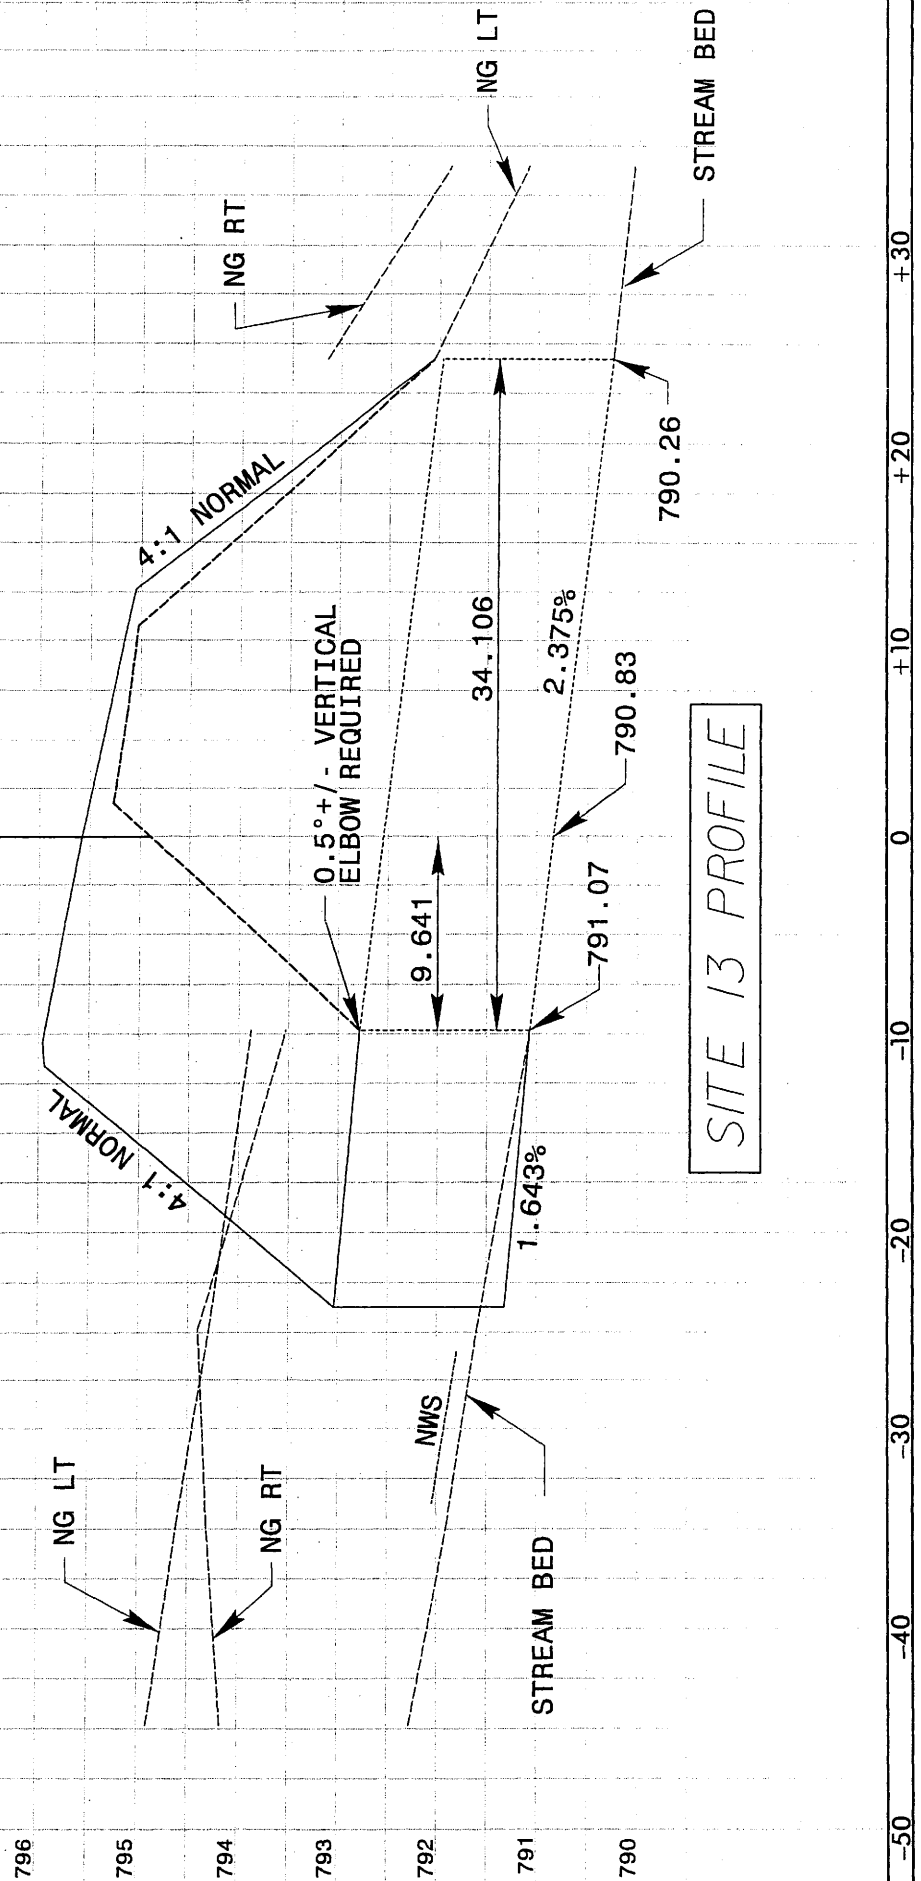 NG LT
NG RT
NG RT
NG LT
STREAM BED
4:1 NORMAL
4:1 NORMAL
0.5°+/- VERTICAL
ELBOW REQUIRED
9.641
34.106
2.375%
1.643%
NWS
STREAM BED
791.07
790.83
790.26
SITE 13 PROFILE
796
795
794
793
792
791
790
-50
-40
-30
-20
-10
0
+10
+20
+30